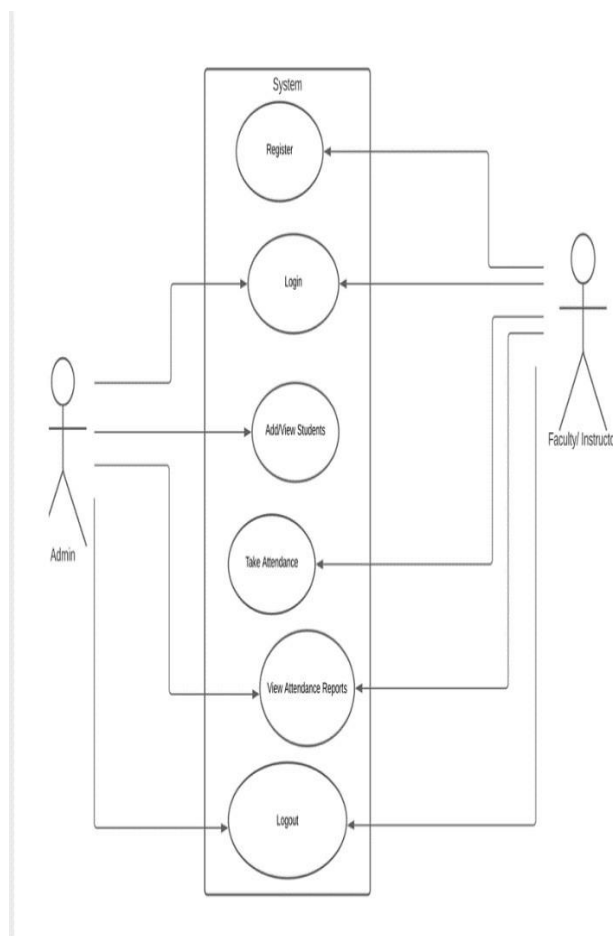 System
Register
Login
Add/View Students
Take Attendance
View Attendance Reports
Logout
Admin
Faculty/ Instructo